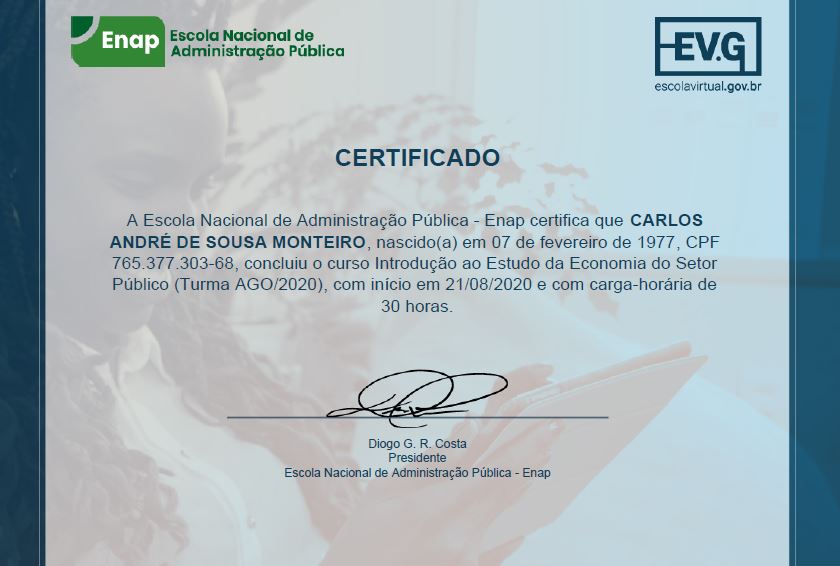 Enap
Escola Nacional de
Administração Pública
EV.G
escolavirtual.gov.br
CERTIFICADO
A Escola Nacional de Administração Pública - Enap certifica que CARLOS
ANDRÉ DE SOUSA MONTEIRO, nascido(a) em 07 de fevereiro de 1977, CPF
765.377.303-68, concluiu o curso Introdução ao Estudo da Economia do Setor
Público (Turma AGO/2020), com início em 21/08/2020 e com carga-horária de
30 horas.
Diogo G. R. Costa
Presidente
Escola Nacional de Administração Pública - Enap